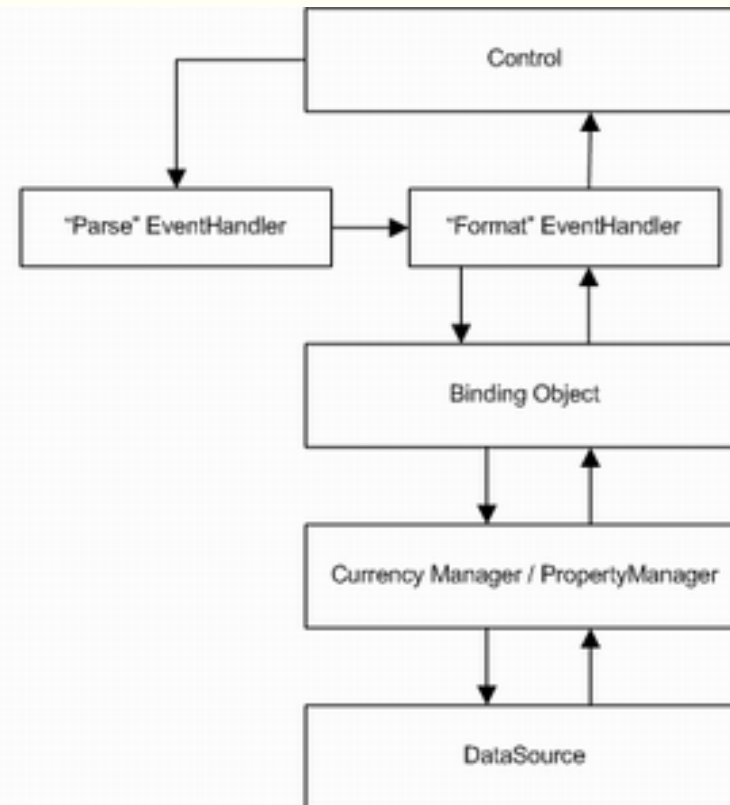 Control
"Parse" EventHandler
"Format" EventHandler
Binding Object
Currency Manager / PropertyManager
DataSource